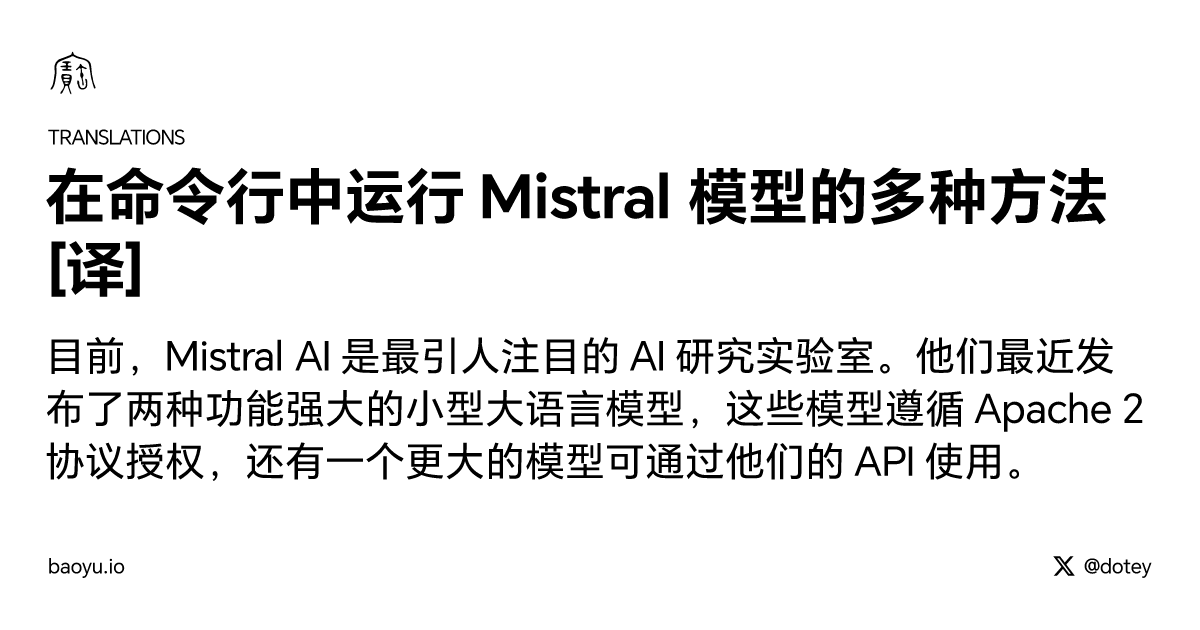 TRANSLATIONS
在命令行中运行 Mistral 模型的多种方法
[译]
目前，Mistral AI 是最引人注目的 AI 研究实验室。他们最近发
布了两种功能强大的小型大语言模型，这些模型遵循 Apache 2
协议授权，还有一个更大的模型可通过他们的 API 使用。
baoyu.io
@dotey